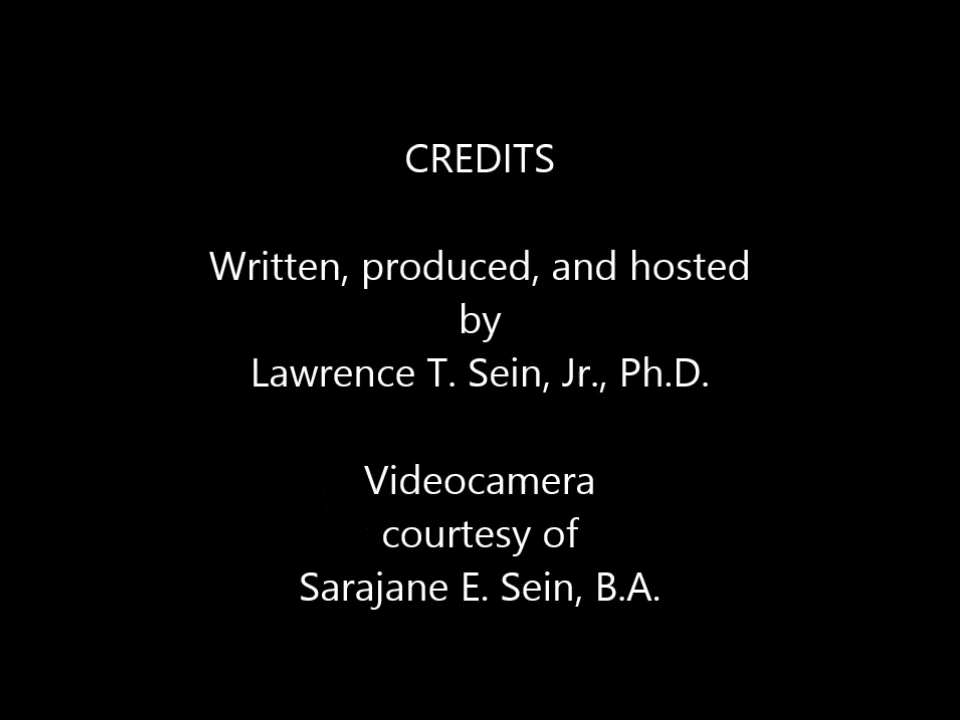 CREDITS
Written, produced, and hosted
by
Lawrence T. Sein, Jr., Ph.D.
Videocamera
courtesy of
Sarajane E. Sein, B.A.